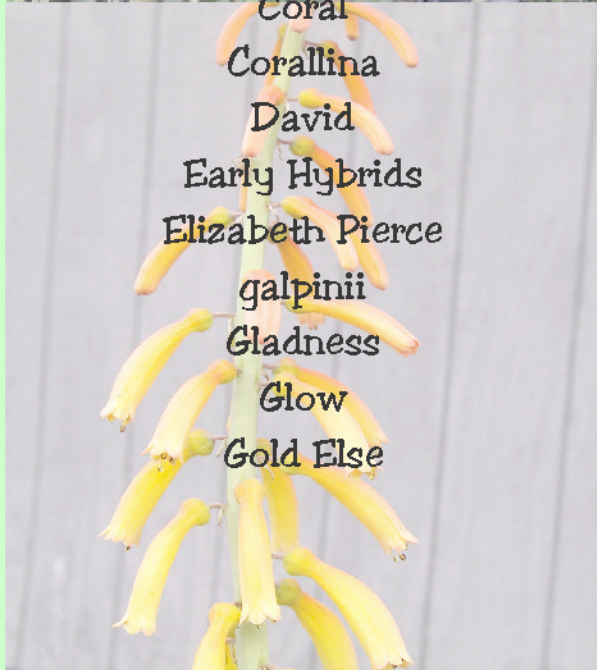 Coral
Corallina
David
Early Hybrids
Elizabeth Pierce
galpinii
Gladness
Glow
Gold Else